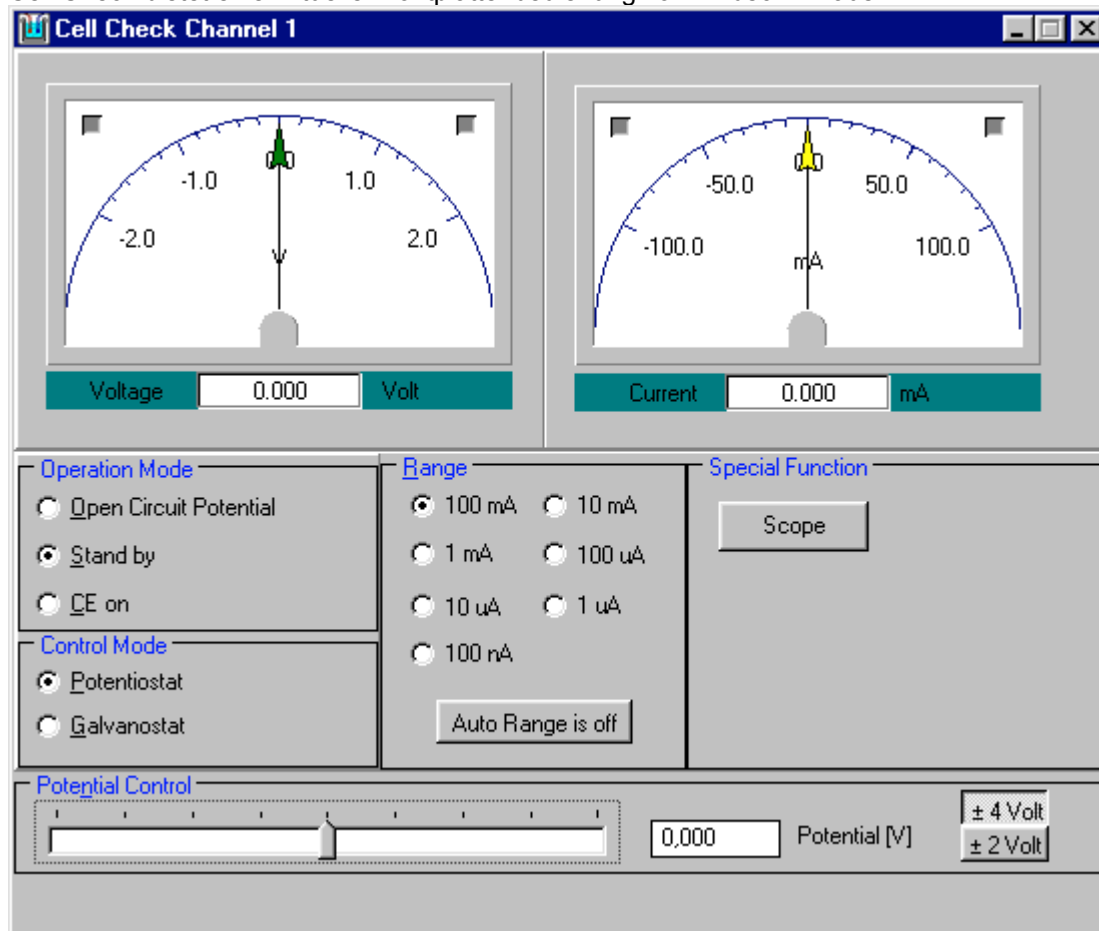 Cell Check Channel 1
0.0
-1.0
1.0
-2.0
2.0
V
Voltage 0.000 Volt
0.0
-50.0
50.0
-100.0
100.0
mA
Current 0.000 mA
Operation Mode
Open Circuit Potential
Stand by
CE on
Control Mode
Potentiostat
Galvanostat
Range
100 mA 10 mA
1 mA 100 uA
10 uA 1 uA
100 nA
Auto Range is off
Special Function
Scope
Potential Control
0,000 Potential [V]
± 4 Volt
± 2 Volt